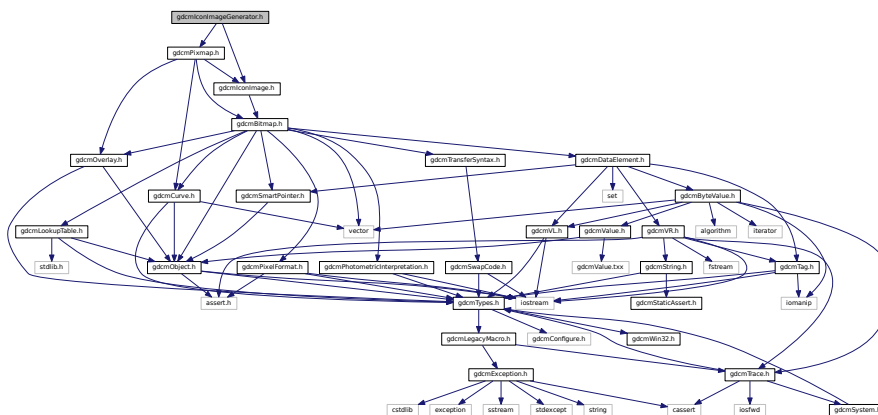 gdcmIconImageGenerator.h
gdcmPixmap.h
gdcmIconImage.h
gdcmBitmap.h
gdcmOverlay.h
gdcmTransferSyntax.h
gdcmDataElement.h
gdcmCurve.h
gdcmSmartPointer.h
set
gdcmByteValue.h
gdcmLookupTable.h
vector
gdcmVL.h
gdcmValue.h
gdcmVR.h
algorithm
iterator
stdlib.h
gdcmObject.h
gdcmPixelFormat.h
gdcmPhotometricInterpretation.h
gdcmSwapCode.h
gdcmValue.txx
gdcmString.h
fstream
gdcmTag.h
assert.h
gdcmTypes.h
iostream
gdcmStaticAssert.h
iomanip
gdcmLegacyMacro.h
gdcmConfigure.h
gdcmWin32.h
gdcmException.h
gdcmTrace.h
cstdlib
exception
sstream
stdexcept
string
cassert
iosfwd
gdcmSystem.h